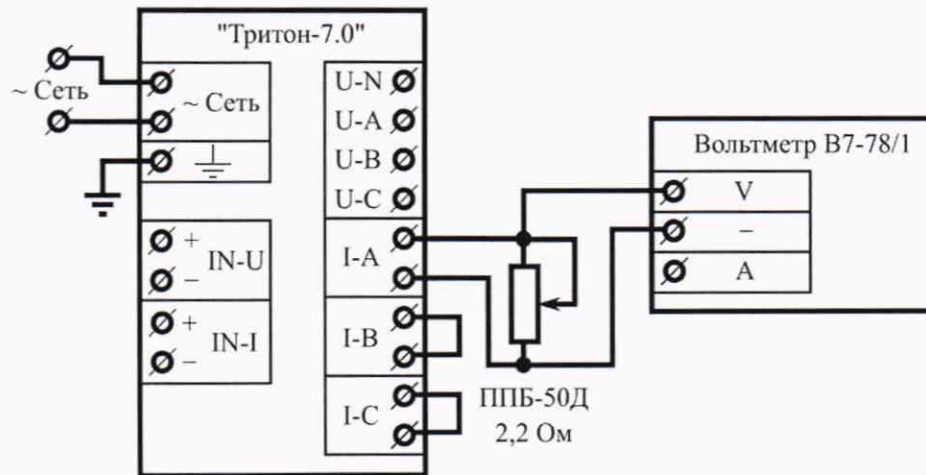 "Тритон-7.0"
~ Сеть
~ Сеть
U-N
U-A
U-B
U-C
I-A
I-B
I-C
+
IN-U
−
+
IN-I
−
Вольтметр В7-78/1
V
−
A
ППБ-50Д
2,2 Ом